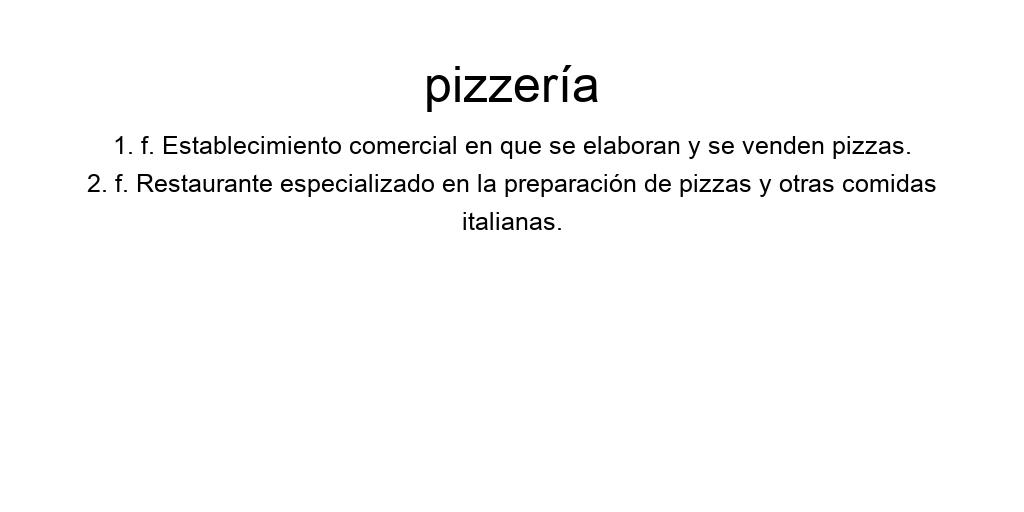 pizzería
1. f. Establecimiento comercial en que se elaboran y se venden pizzas.
2. f. Restaurante especializado en la preparación de pizzas y otras comidas
italianas.